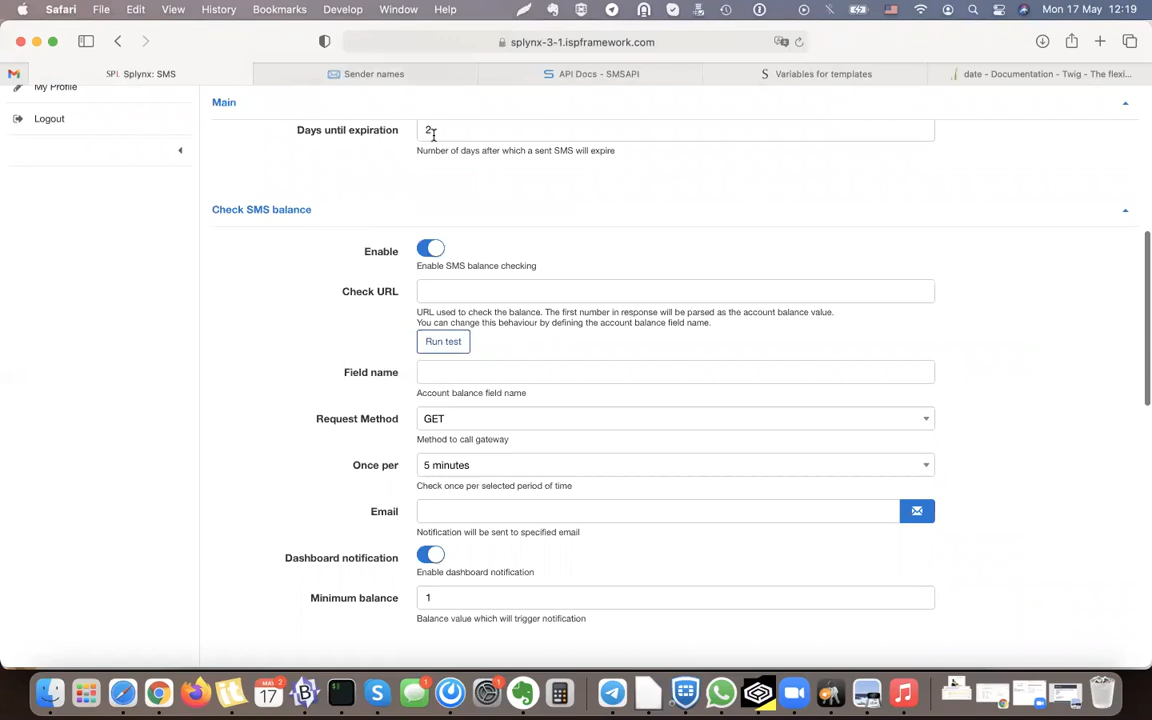 Safari File Edit View History Bookmarks Develop Window Help Mon 17 May 12:19
splynx-3-1.ispframework.com
SPL Splynx: SMS
Sender names
API Docs - SMSAPI
Variables for templates
date - Documentation - Twig - The flexi...
My Profile
Logout
Main
Days until expiration
2
Number of days after which a sent SMS will expire
Check SMS balance
Enable
Enable SMS balance checking
Check URL
URL used to check the balance. The first number in response will be parsed as the account balance value.
You can change this behaviour by defining the account balance field name.
Run test
Field name
Account balance field name
Request Method
GET
Method to call gateway
Once per
5 minutes
Check once per selected period of time
Email
Notification will be sent to specified email
Dashboard notification
Enable dashboard notification
Minimum balance
1
Balance value which will trigger notification
17